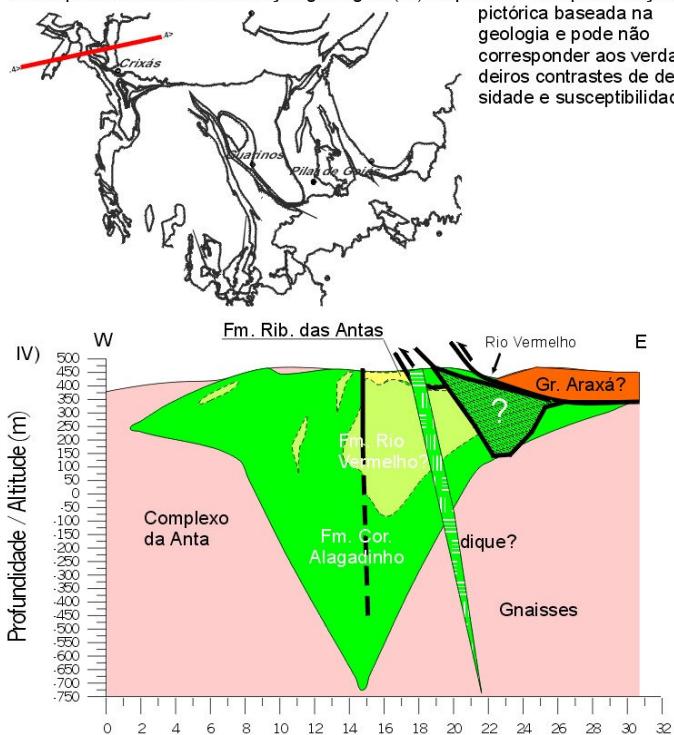 pictórica baseada na
geologia e pode não
corresponder aos verda
deiros contrastes de de
sidade e susceptibilidad
A'>
.A>
Crixás
Guarinos
Pilar de Goiás
Fm. Rib. das Antas
IV)
W
Rio Vermelho
E
Profundidade / Altitude (m)
500
450
400
350
300
250
200
150
100
50
0
-50
-100
-150
-200
-250
-300
-350
-400
-450
-500
-550
-600
-650
-700
-750
Gr. Araxá?
?
Fm. Rio
Vermelho?
Complexo
da Anta
Fm. Cor.
Alagadinho
dique?
Gnaisses
0 2 4 6 8 10 12 14 16 18 20 22 24 26 28 30 32